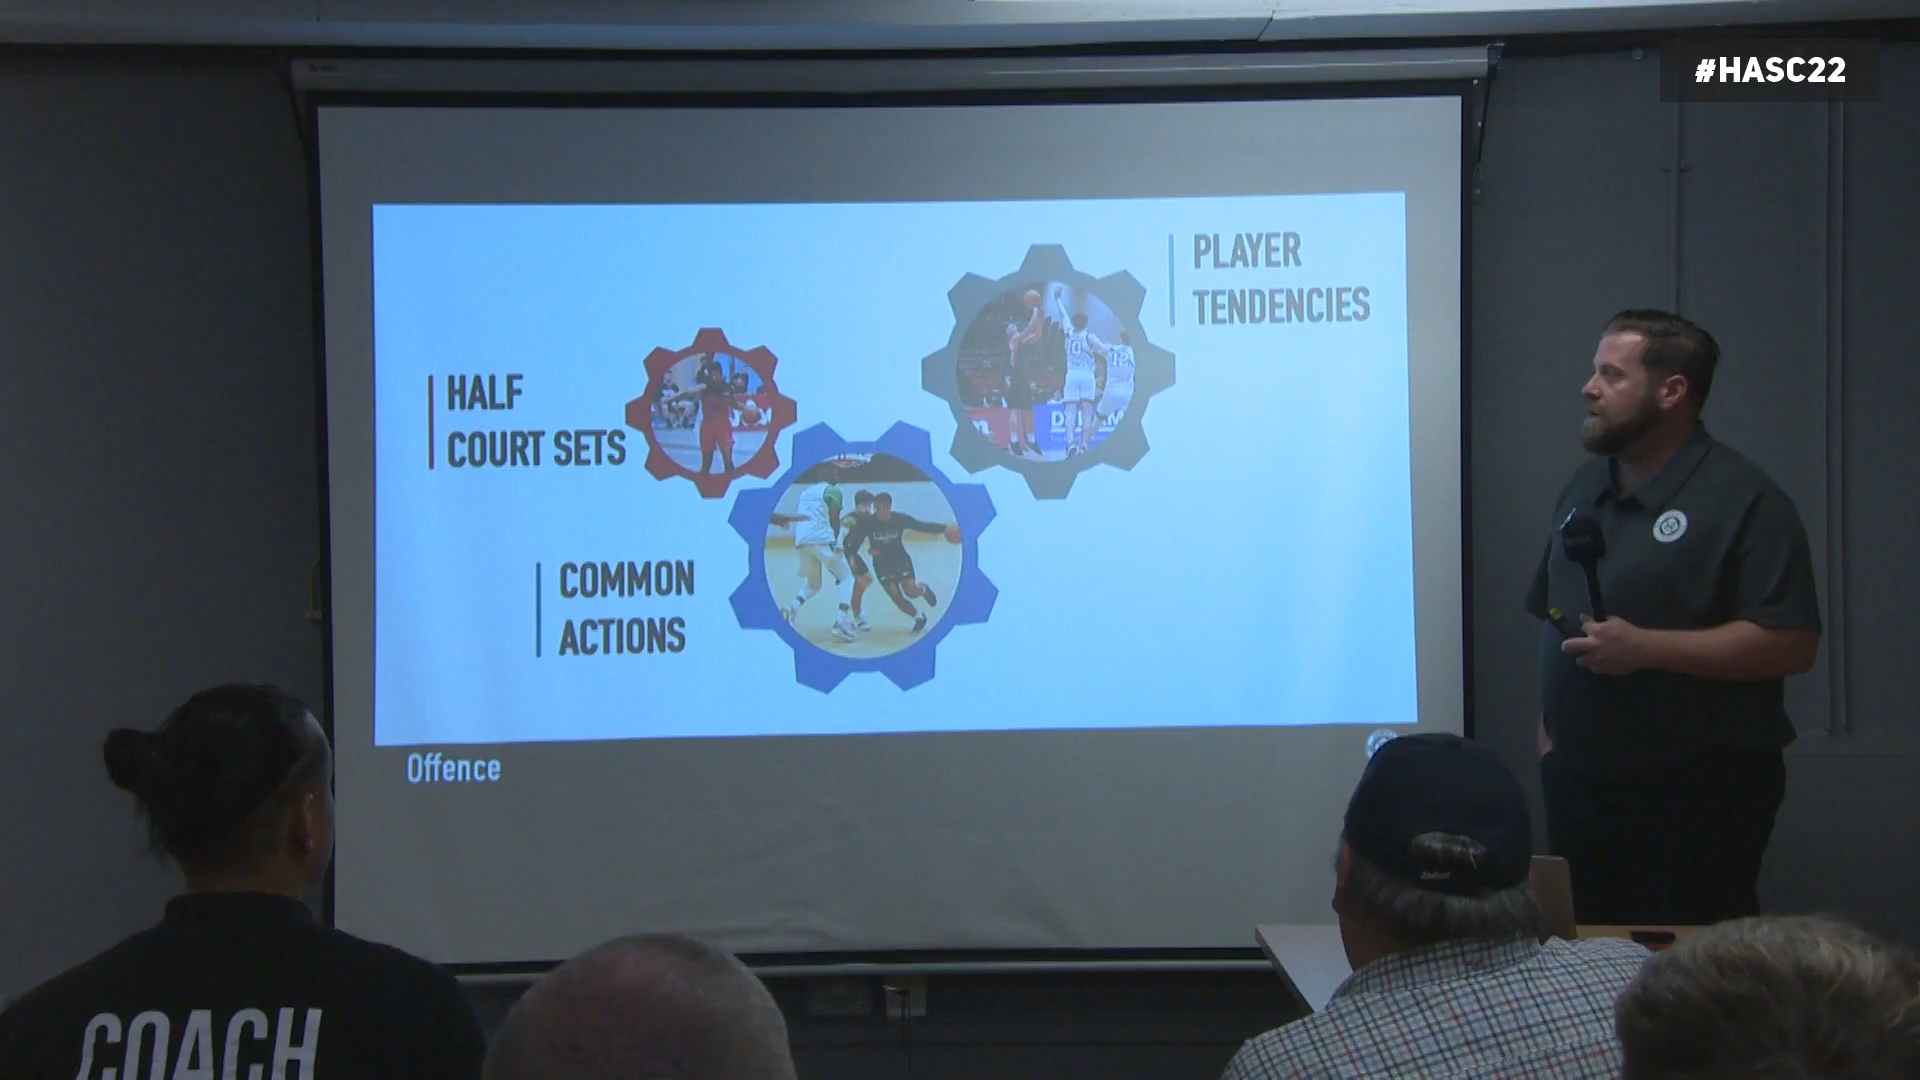 #HASC22
PLAYER
TENDENCIES
HALF
COURT SETS
COMMON
ACTIONS
Offence
COACH